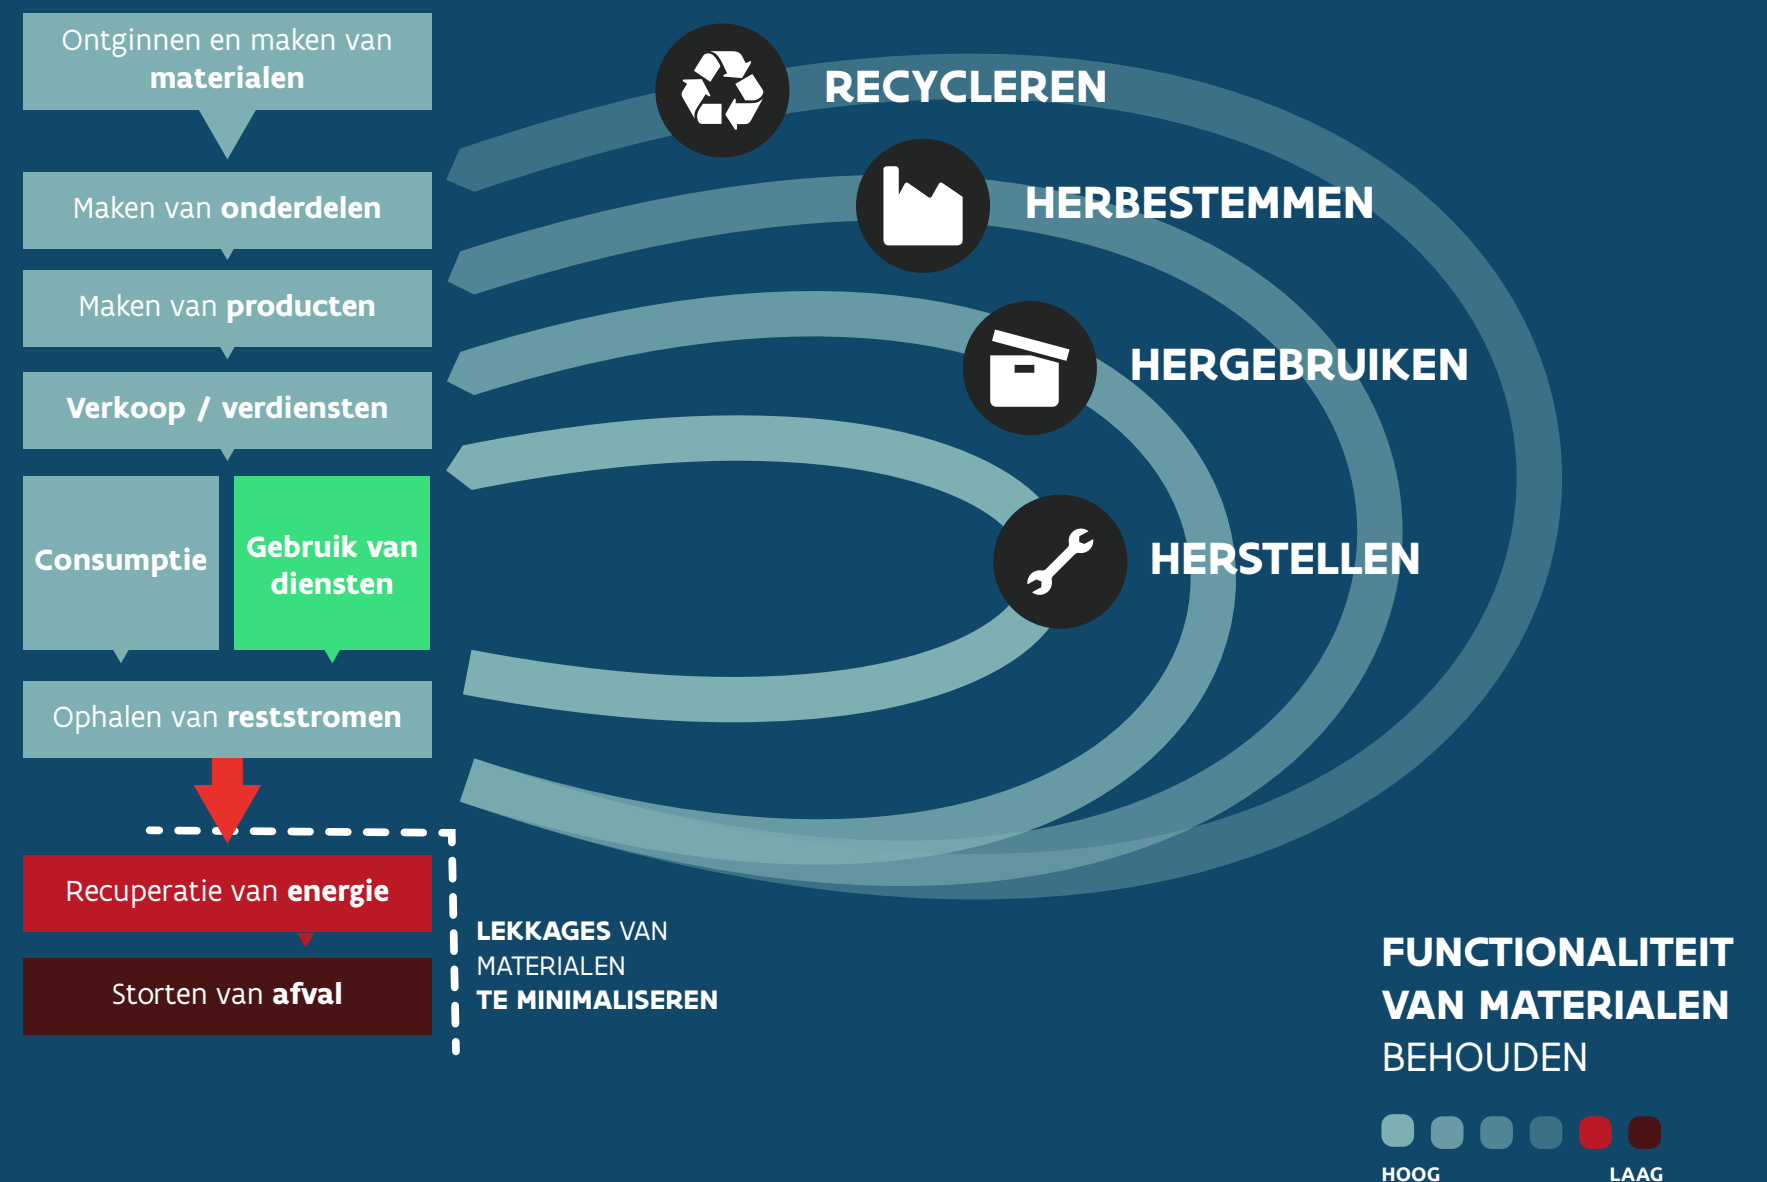 Ontginnen en maken van
materialen
Maken van onderdelen
Maken van producten
Verkoop / verdiensten
Consumptie
Gebruik van
diensten
Ophalen van reststromen
Recuperatie van energie
Storten van afval
RECYCLEREN
HERBESTEMMEN
HERGEBRUIKEN
HERSTELLEN
LEKKAGES VAN
MATERIALEN
TE MINIMALISEREN
FUNCTIONALITEIT
VAN MATERIALEN
BEHOUDEN
HOOG LAAG